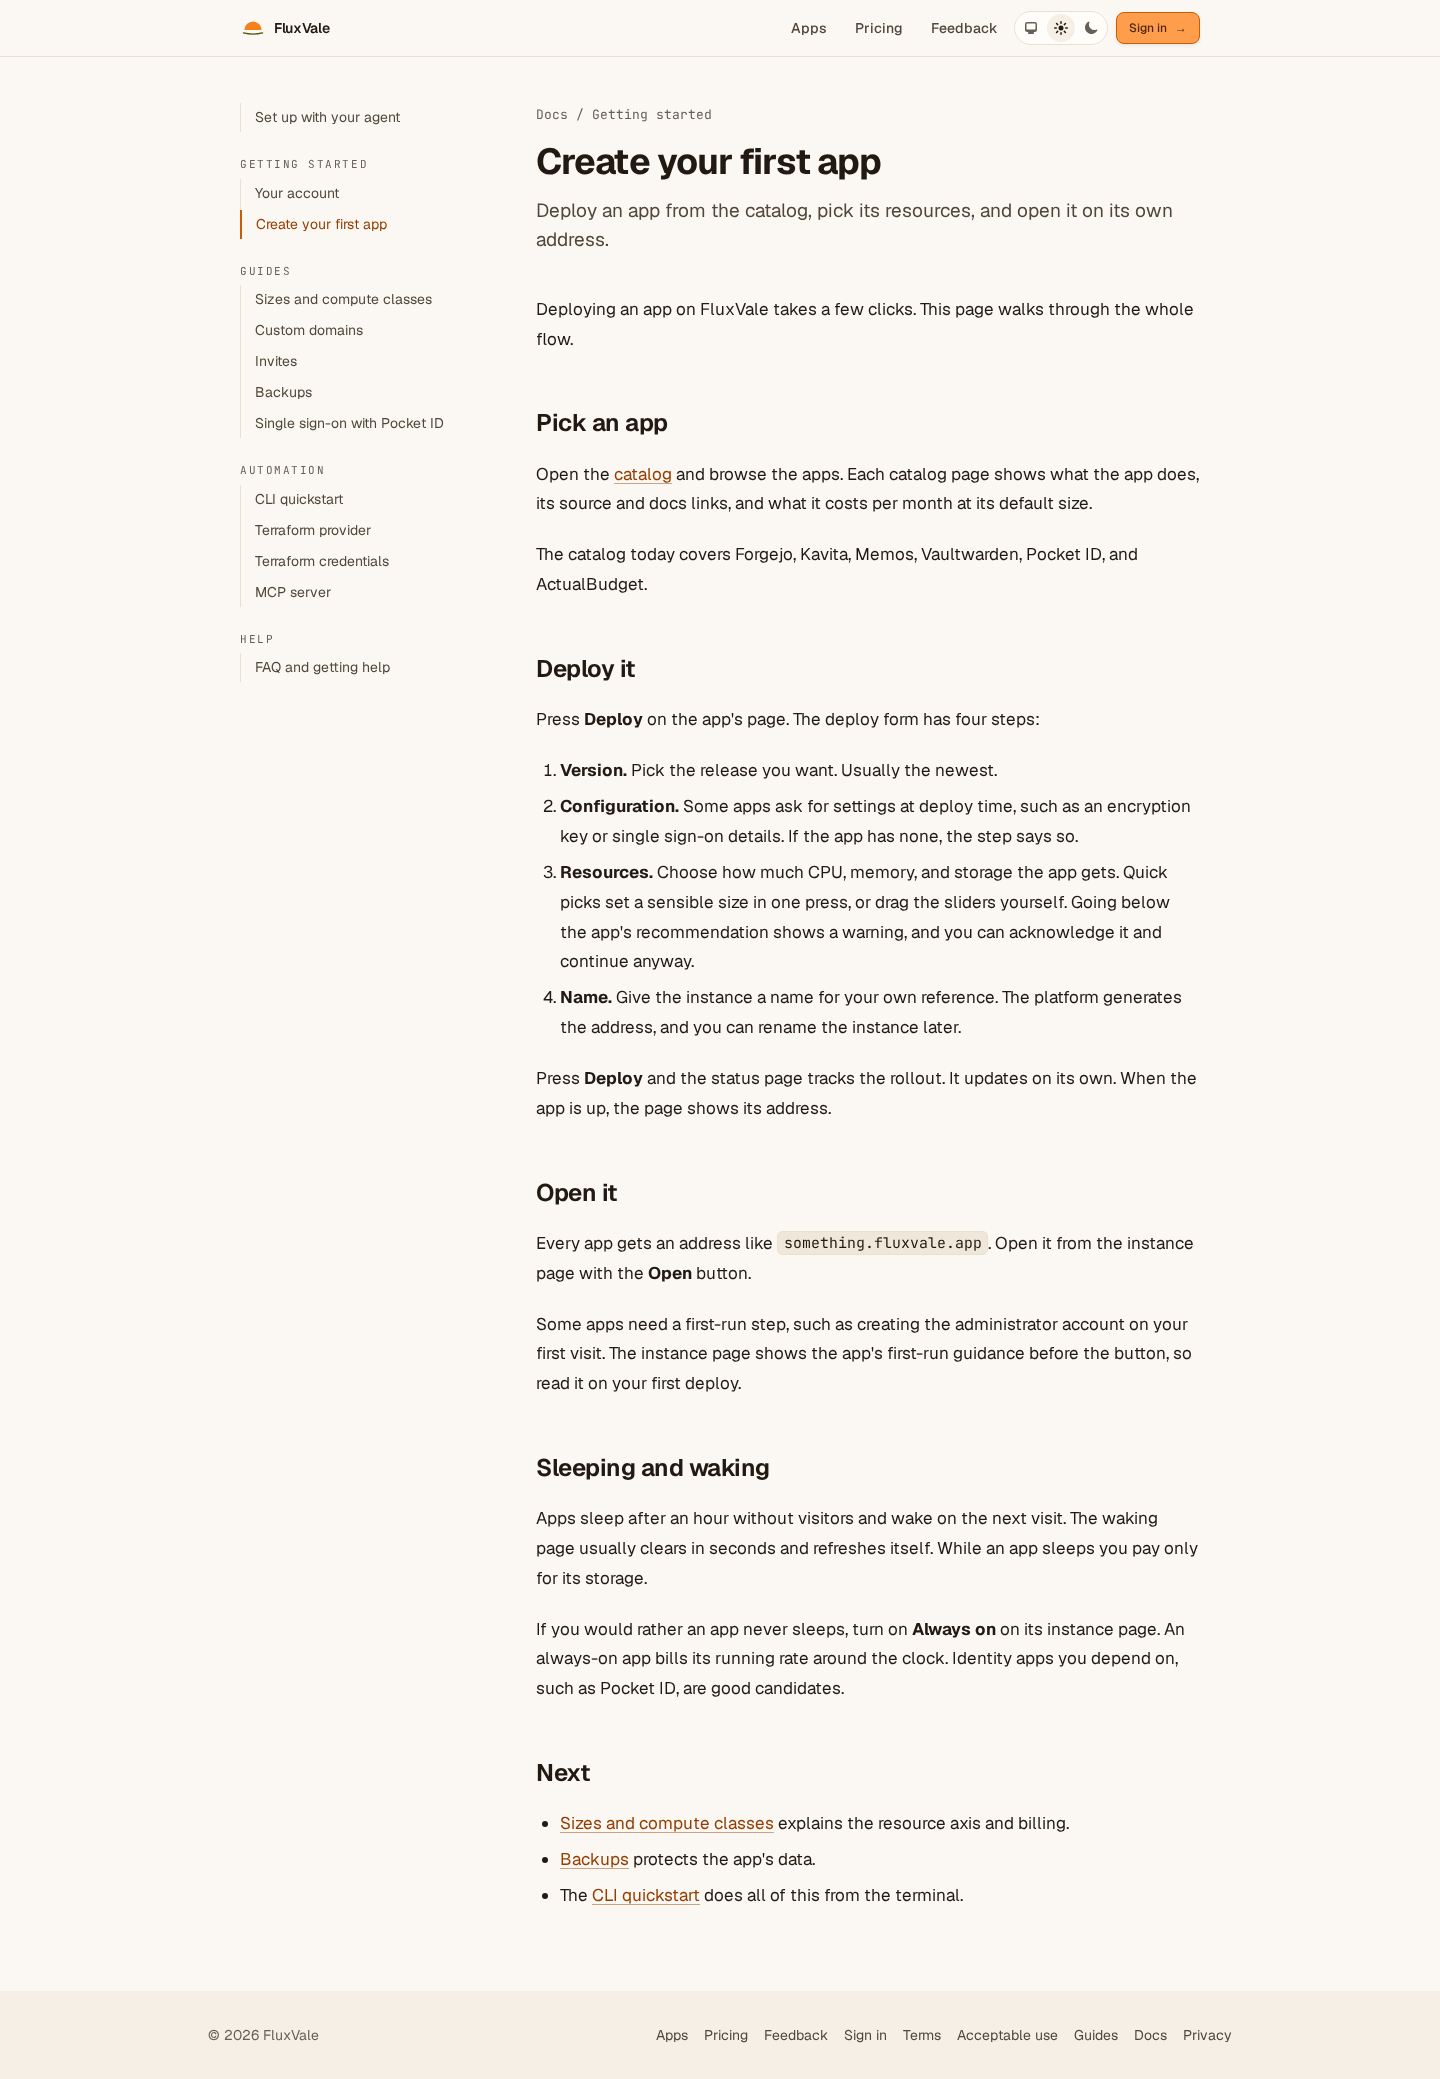 FluxVale
Apps
Pricing
Feedback
Sign in →
Set up with your agent
GETTING STARTED
Your account
Create your first app
GUIDES
Sizes and compute classes
Custom domains
Invites
Backups
Single sign-on with Pocket ID
AUTOMATION
CLI quickstart
Terraform provider
Terraform credentials
MCP server
HELP
FAQ and getting help
Docs / Getting started
Create your first app
Deploy an app from the catalog, pick its resources, and open it on its own
address.
Deploying an app on FluxVale takes a few clicks. This page walks through the whole
flow.
Pick an app
Open the catalog and browse the apps. Each catalog page shows what the app does,
its source and docs links, and what it costs per month at its default size.
The catalog today covers Forgejo, Kavita, Memos, Vaultwarden, Pocket ID, and
ActualBudget.
Deploy it
Press Deploy on the app's page. The deploy form has four steps:
1. Version. Pick the release you want. Usually the newest.
2. Configuration. Some apps ask for settings at deploy time, such as an encryption
key or single sign-on details. If the app has none, the step says so.
3. Resources. Choose how much CPU, memory, and storage the app gets. Quick
picks set a sensible size in one press, or drag the sliders yourself. Going below
the app's recommendation shows a warning, and you can acknowledge it and
continue anyway.
4. Name. Give the instance a name for your own reference. The platform generates
the address, and you can rename the instance later.
Press Deploy and the status page tracks the rollout. It updates on its own. When the
app is up, the page shows its address.
Open it
Every app gets an address like something.fluxvale.app. Open it from the instance
page with the Open button.
Some apps need a first-run step, such as creating the administrator account on your
first visit. The instance page shows the app's first-run guidance before the button, so
read it on your first deploy.
Sleeping and waking
Apps sleep after an hour without visitors and wake on the next visit. The waking
page usually clears in seconds and refreshes itself. While an app sleeps you pay only
for its storage.
If you would rather an app never sleeps, turn on Always on on its instance page. An
always-on app bills its running rate around the clock. Identity apps you depend on,
such as Pocket ID, are good candidates.
Next
• Sizes and compute classes explains the resource axis and billing.
• Backups protects the app's data.
• The CLI quickstart does all of this from the terminal.
© 2026 FluxVale
Apps
Pricing
Feedback
Sign in
Terms
Acceptable use
Guides
Docs
Privacy